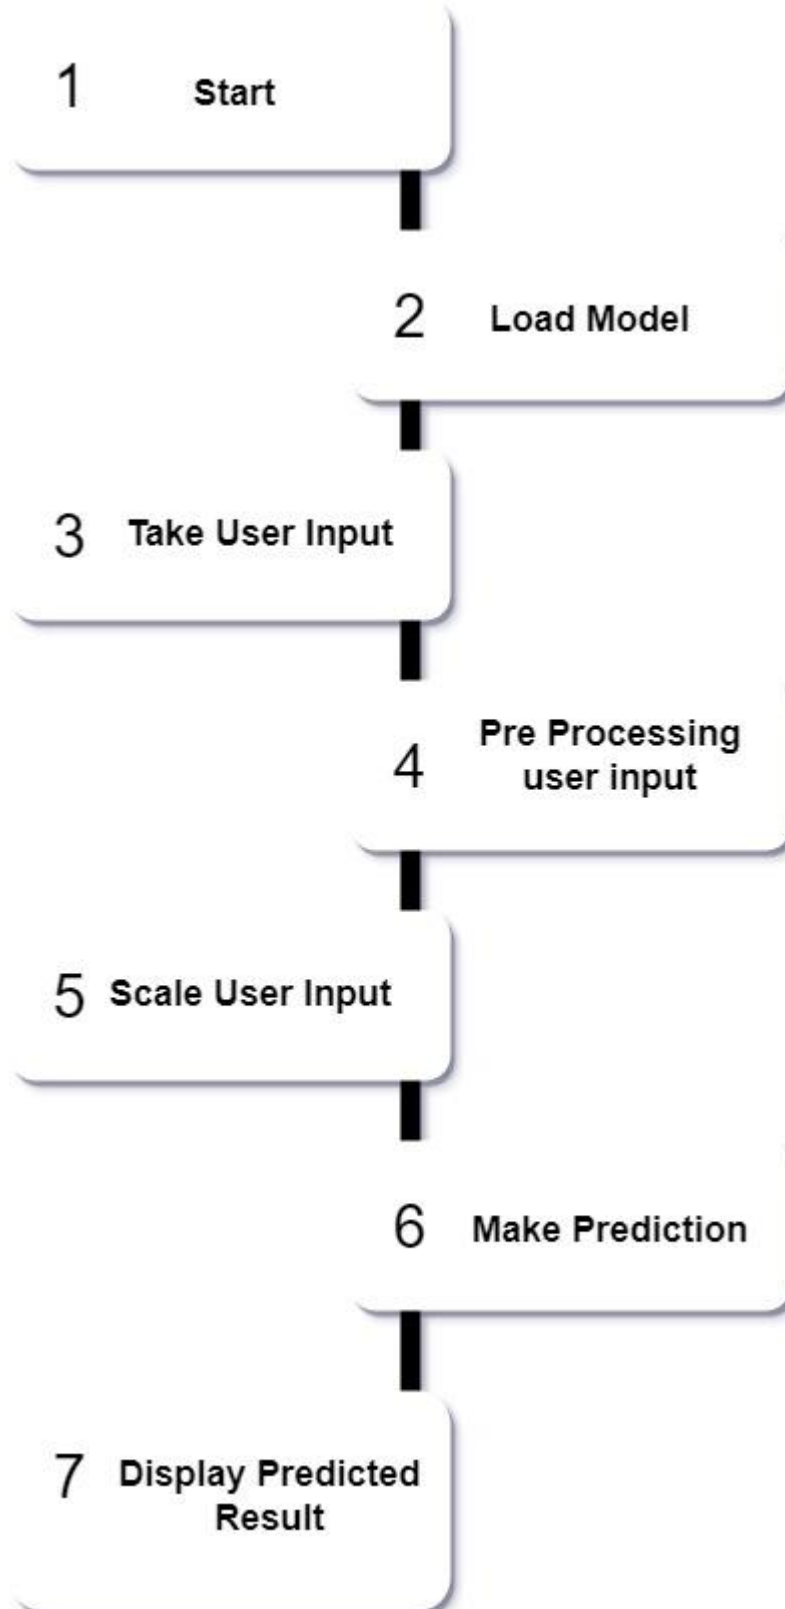 1 Start
2 Load Model
3 Take User Input
4 Pre Processing
user input
5 Scale User Input
6 Make Prediction
7 Display Predicted
Result